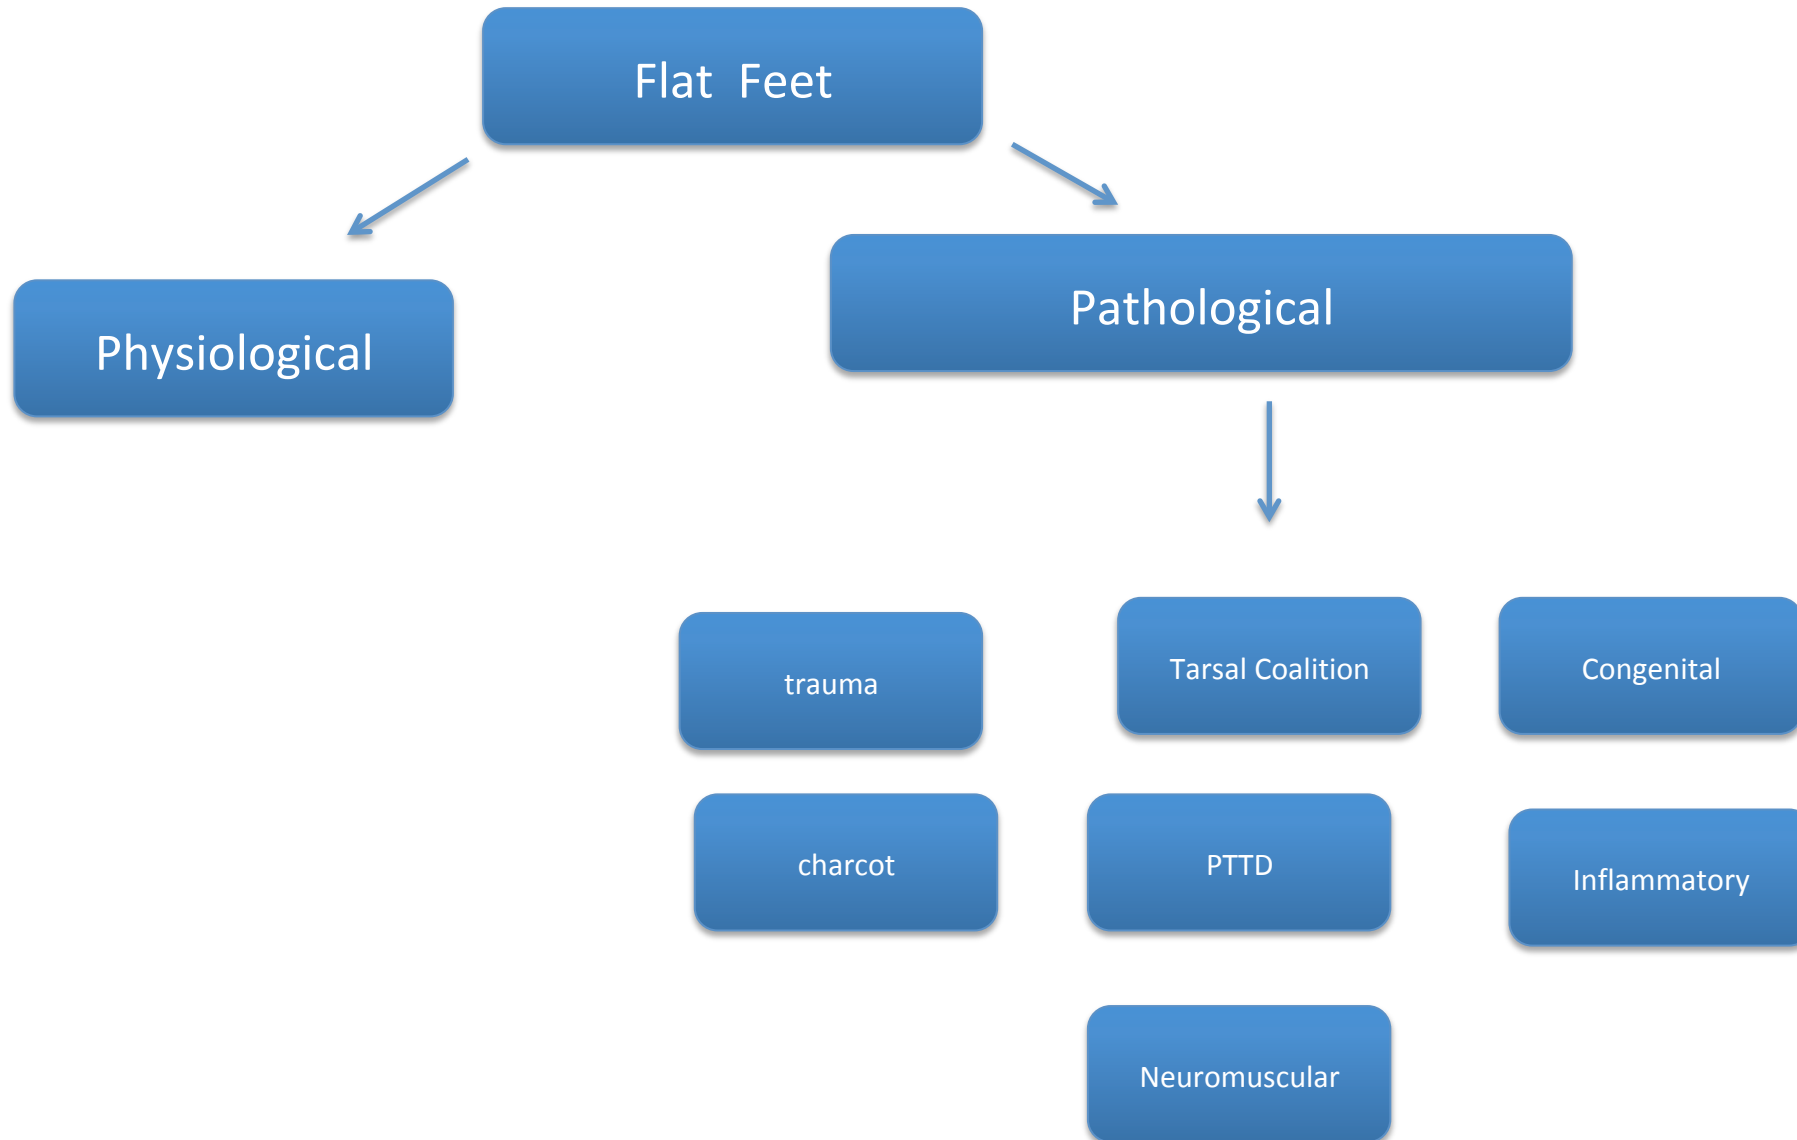 Flat  Feet
Physiological
Pathological
trauma
Tarsal Coalition
Congenital
charcot
PTTD
Inflammatory
Neuromuscular